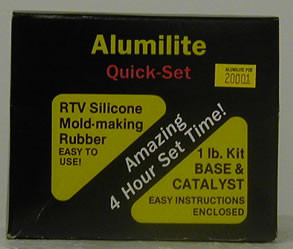 Alumilite
Quick-Set
ALUMILITE PIN
20001
RTV Silicone
Mold-making
Rubber
EASY TO
USE!
Amazing
4 Hour Set Time!
1 lb. Kit
BASE &
CATALYST
EASY INSTRUCTIONS
ENCLOSED